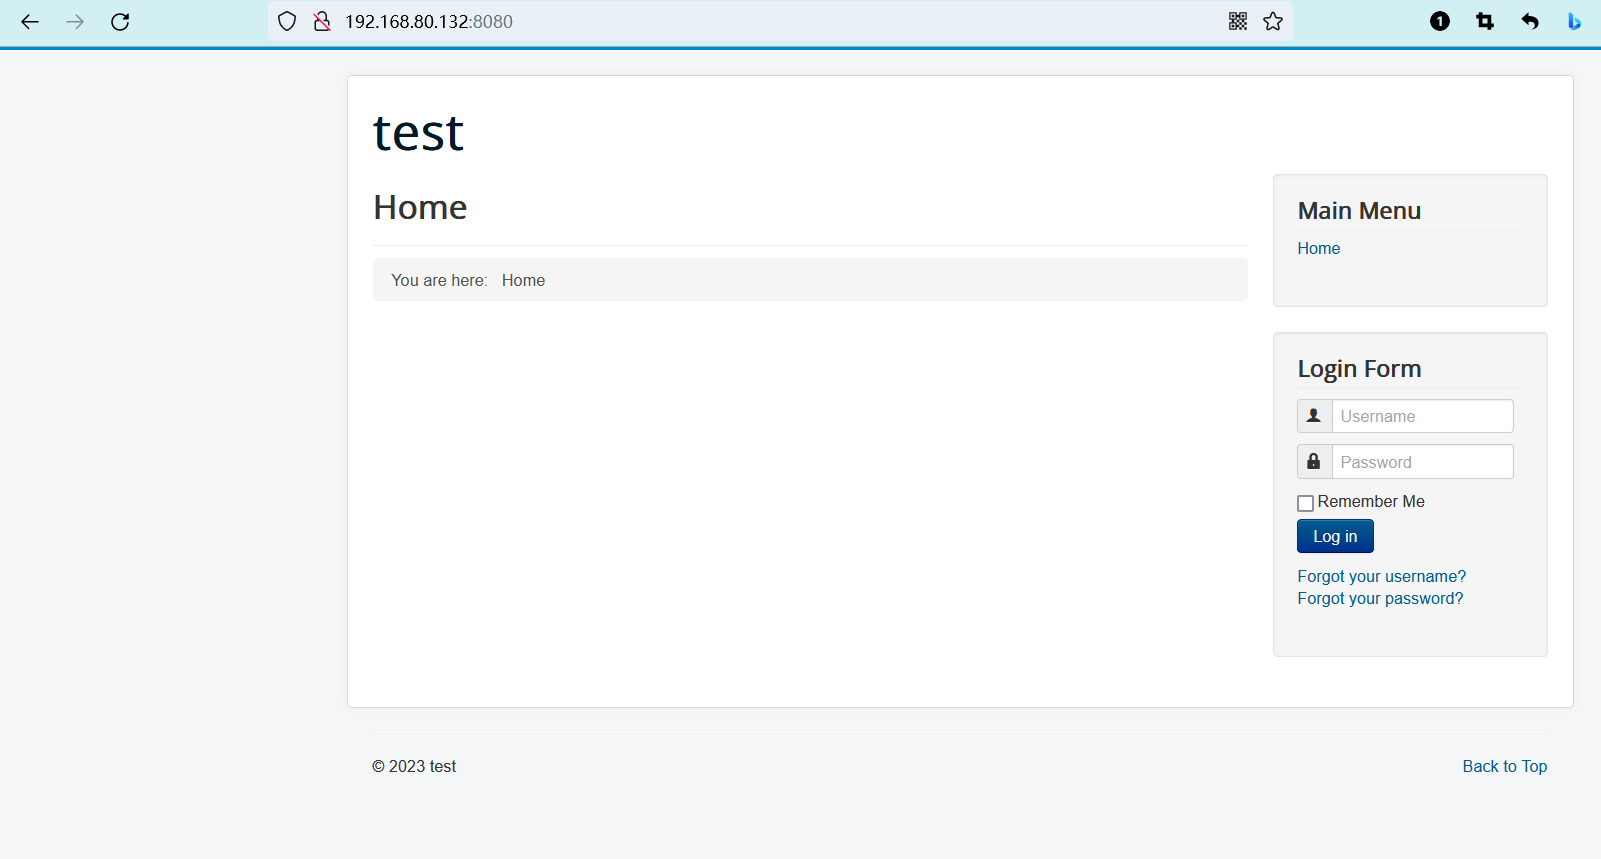 192.168.80.132:8080
1
test
Home
You are here: Home
Main Menu
Home
Login Form
Username
Password
Remember Me
Log in
Forgot your username?
Forgot your password?
© 2023 test
Back to Top